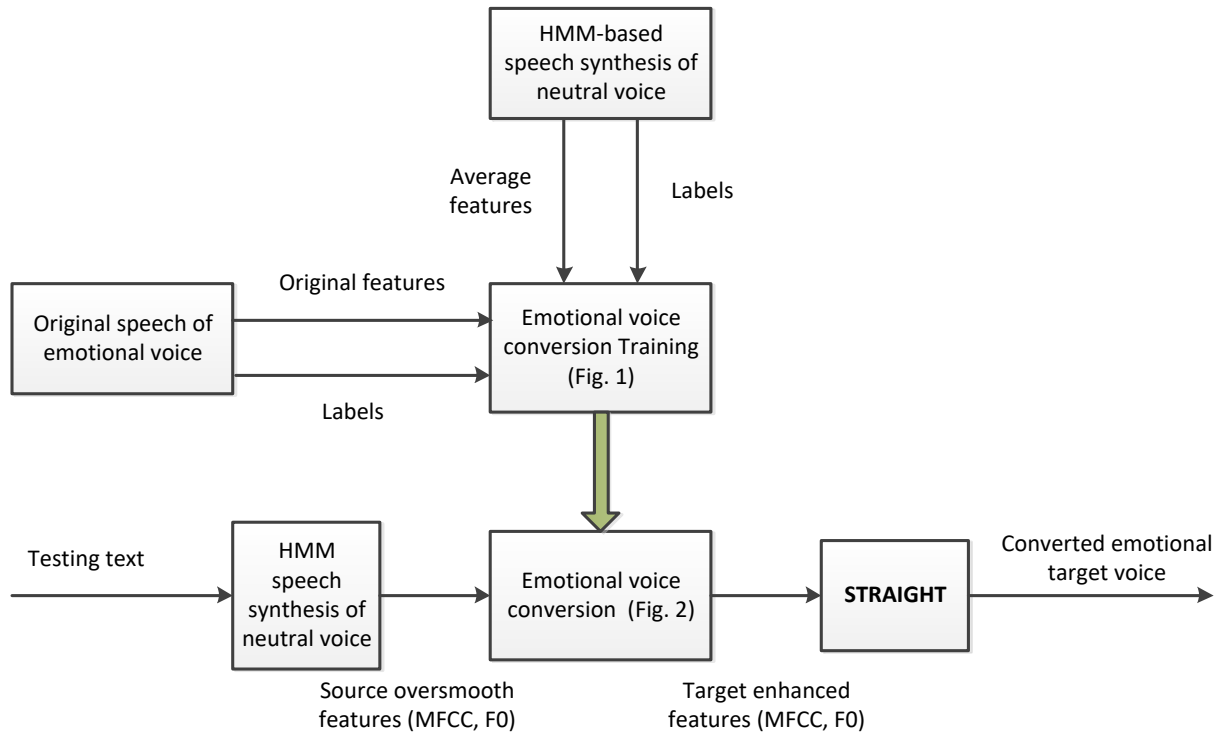 HMM-based
speech synthesis of
neutral voice
Average
features
Labels
Original features
Original speech of
emotional voice
Emotional voice
conversion Training
(Fig. 1)
Labels
Testing text
HMM
speech
synthesis of
neutral voice
Emotional voice
conversion (Fig. 2)
STRAIGHT
Converted emotional
target voice
Source oversmooth
features (MFCC, F0)
Target enhanced
features (MFCC, F0)